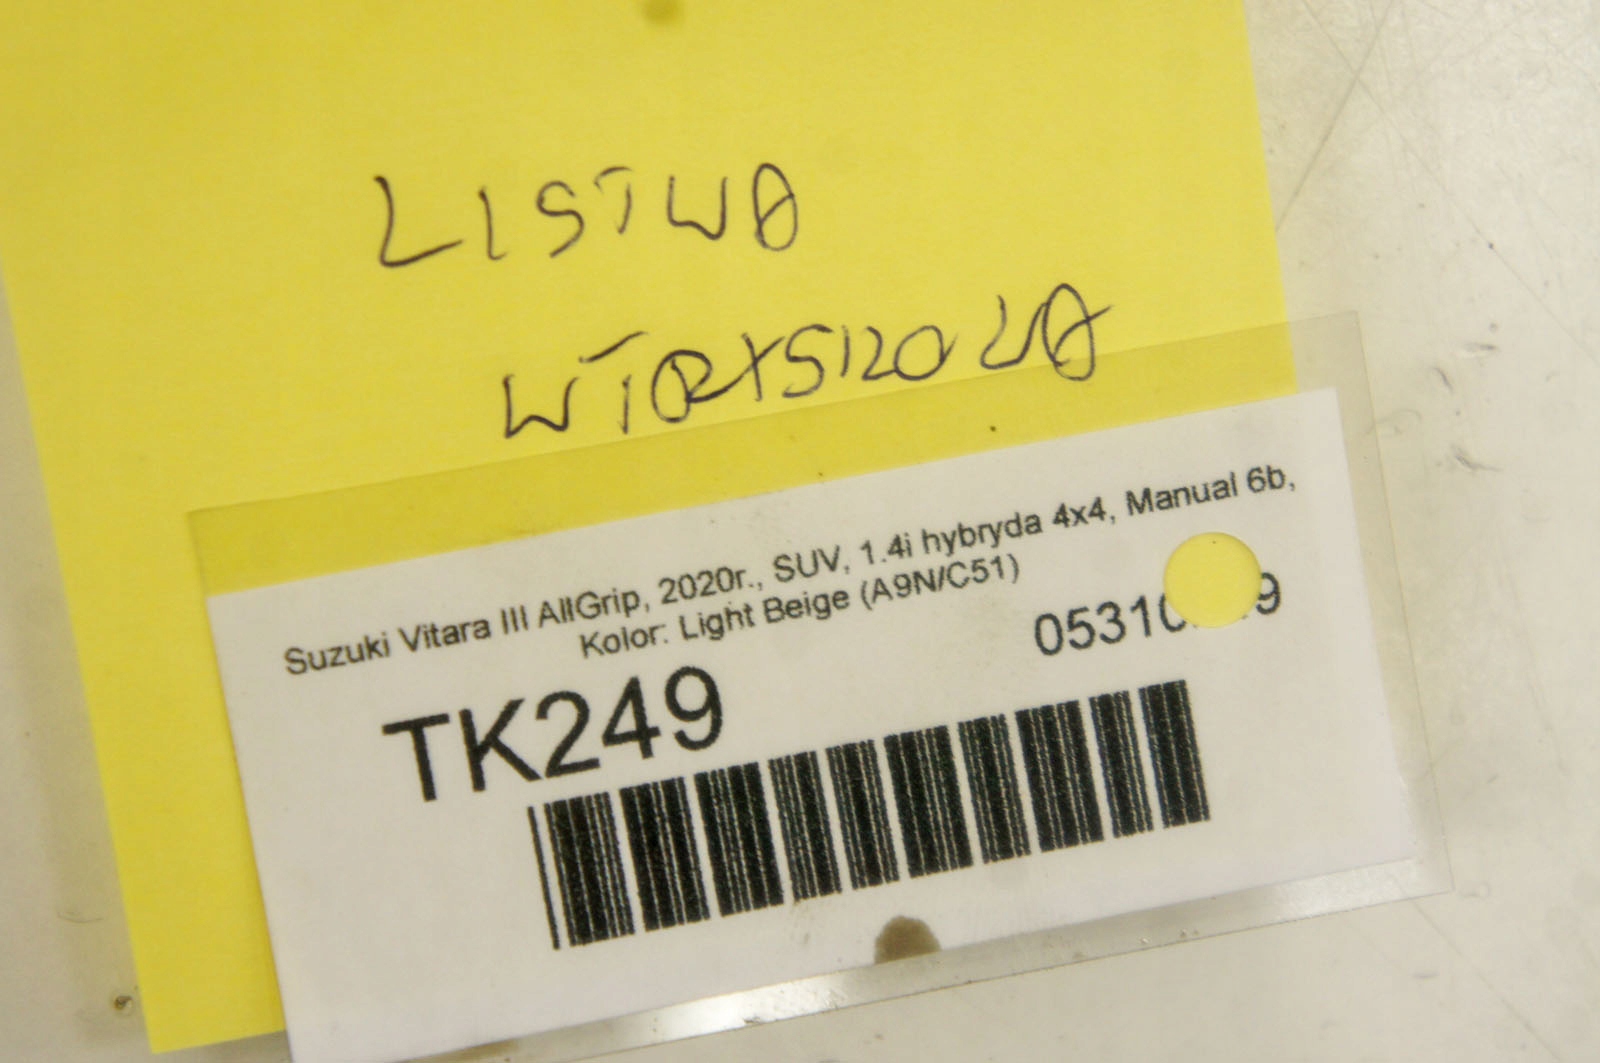 LISTWA
WTRYSKOWA
Suzuki Vitara III AllGrip, 2020r., SUV, 1.4i hybryda 4x4, Manual 6b,
Kolor: Light Beige (A9N/C51)
TK249